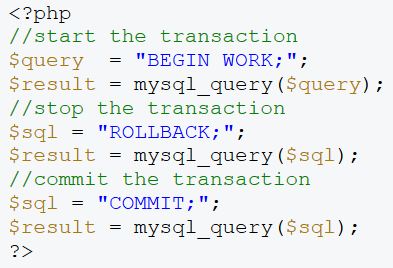 <?php
//start the transaction
$query  = "BEGIN WORK;";
$result = mysql_query($query);
//stop the transaction
$sql = "ROLLBACK;";
$result = mysql_query($sql);
//commit the transaction
$sql = "COMMIT;";
$result = mysql_query($sql);
?>